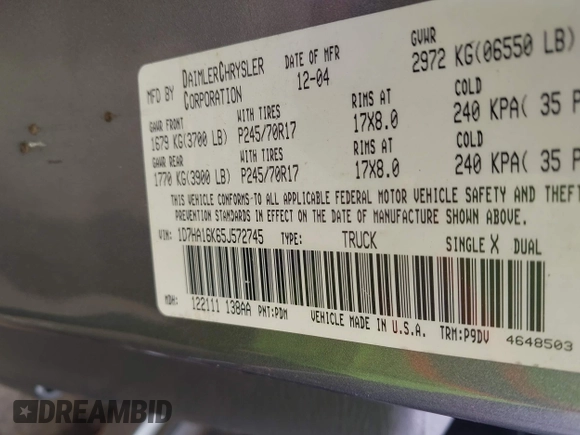 MFD BY DAIMLERCHRYSLER CORPORATION
DATE OF MFR 12-04
GVWR 2972 KG(06550 LB)
GAWR FRONT 1679 KG(3700 LB) WITH TIRES P245/70R17 RIMS AT 17X8.0 COLD 240 KPA( 35 P
GAWR REAR 1770 KG(3900 LB) WITH TIRES P245/70R17 RIMS AT 17X8.0 COLD 240 KPA( 35 P
THIS VEHICLE CONFORMS TO ALL APPLICABLE FEDERAL MOTOR VEHICLE SAFETY AND THEFT
PREVENTION STANDARDS IN EFFECT ON THE DATE OF MANUFACTURE SHOWN ABOVE.
VIN: 1D7HA16K65J572745 TYPE: TRUCK SINGLE X DUAL
MDH: 122111 138AA PNT:PDM VEHICLE MADE IN U.S.A. TRM:P9DV 4648503
DREAMBID